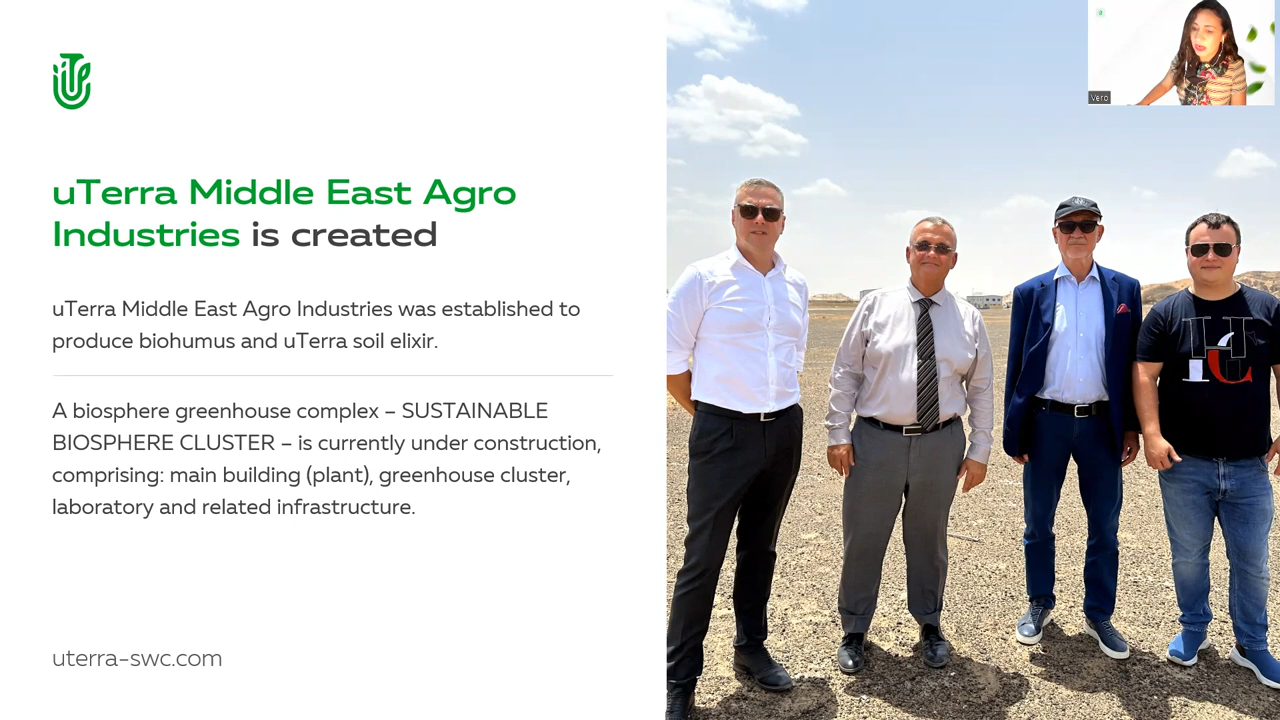 uTerra Middle East Agro
Industries is created
uTerra Middle East Agro Industries was established to
produce biohumus and uTerra soil elixir.
A biosphere greenhouse complex – SUSTAINABLE
BIOSPHERE CLUSTER – is currently under construction,
comprising: main building (plant), greenhouse cluster,
laboratory and related infrastructure.
uterra-swc.com
Vero